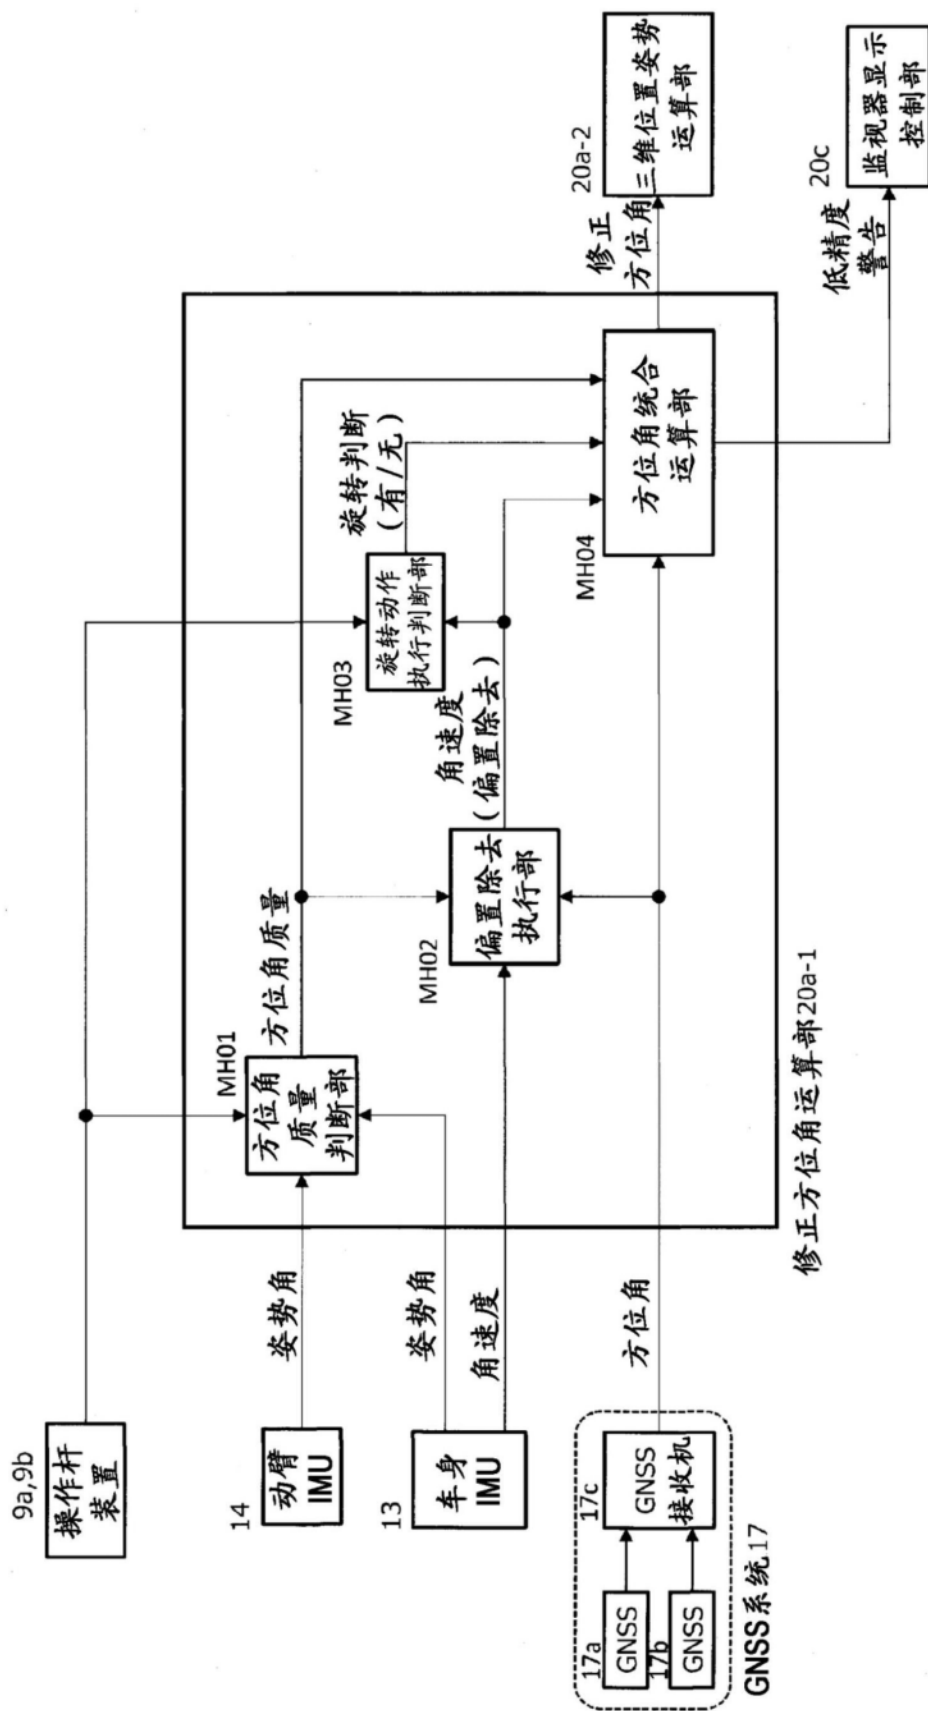 9a,9b
操作杆
装置
14
动臂
IMU
姿势角
13
车身
IMU
姿势角
角速度
17a
GNSS
17b
GNSS
17c
GNSS
接收机
GNSS系统17
方位角
MH01
方位角
质量
判断部
方位角质量
MH02
偏置除去
执行部
角速度
（偏置除去）
MH03
旋转动作
执行判断部
旋转判断
（有/无）
MH04
方位角统合
运算部
修正方位角运算部20a-1
修正
方位角
20a-2
三维位置姿势
运算部
低精度
警告
20c
监视器显示
控制部